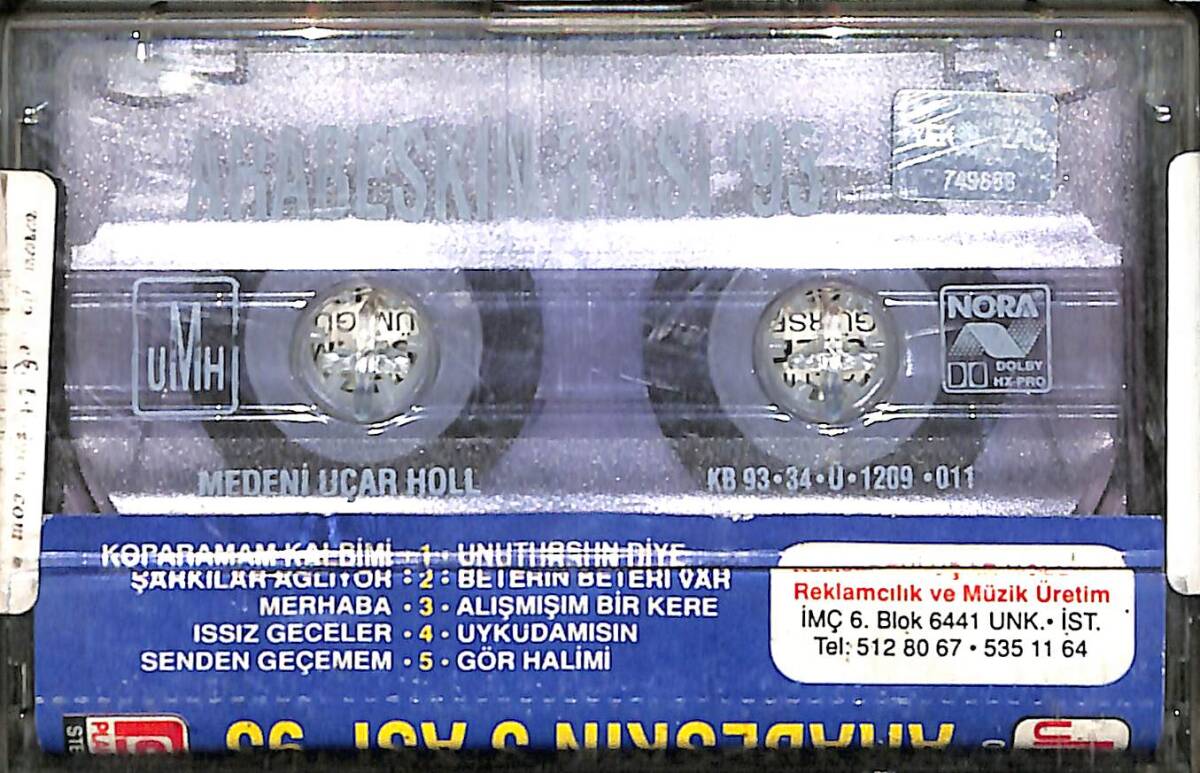 ARABESKİN 3 ASI '93
749688
UMH
NORA
DOLBY
HX-PRO
MEDENİ UÇAR HOLL
KB 93•34•Ü•1209•011
KOPARAMAM KALBİMİ • 1 • UNUTURSUN DİYE
ŞARKILAR AĞLIYOR • 2 • BETERİN BETERİ VAR
MERHABA • 3 • ALIŞMIŞIM BİR KERE
ISSIZ GECELER • 4 • UYKUDAMISIN
SENDEN GEÇEMEM • 5 • GÖR HALİMİ
Reklamcılık ve Müzik Üretim
İMÇ 6. Blok 6441 UNK.• İST.
Tel: 512 80 67 • 535 11 64